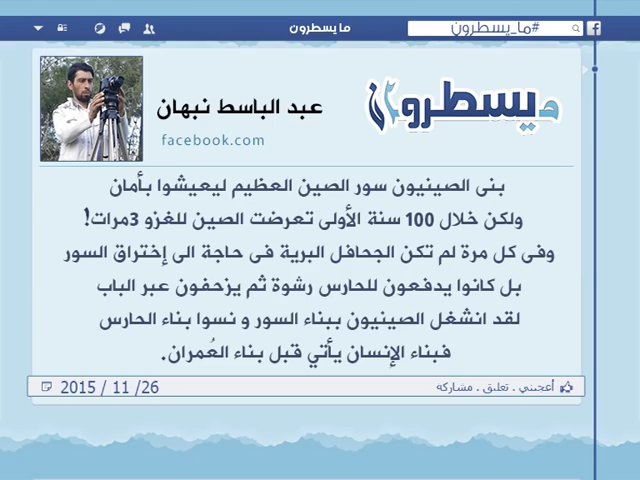 ما يسطرون
#ما_يسطرون
ما يسطرون
عبد الباسط نبهان
facebook.com
بنى الصينيون سور الصين العظيم ليعيشوا بأمان
ولكن خلال 100 سنة الأولى تعرضت الصين للغزو 3مرات!
وفى كل مرة لم تكن الجحافل البرية فى حاجة الى إختراق السور
بل كانوا يدفعون للحارس رشوة ثم يزحفون عبر الباب
لقد انشغل الصينيون ببناء السور و نسوا بناء الحارس
فبناء الإنسان يأتي قبل بناء العُمران.
أعجبني . تعليق . مشاركة
2015 / 11 /26